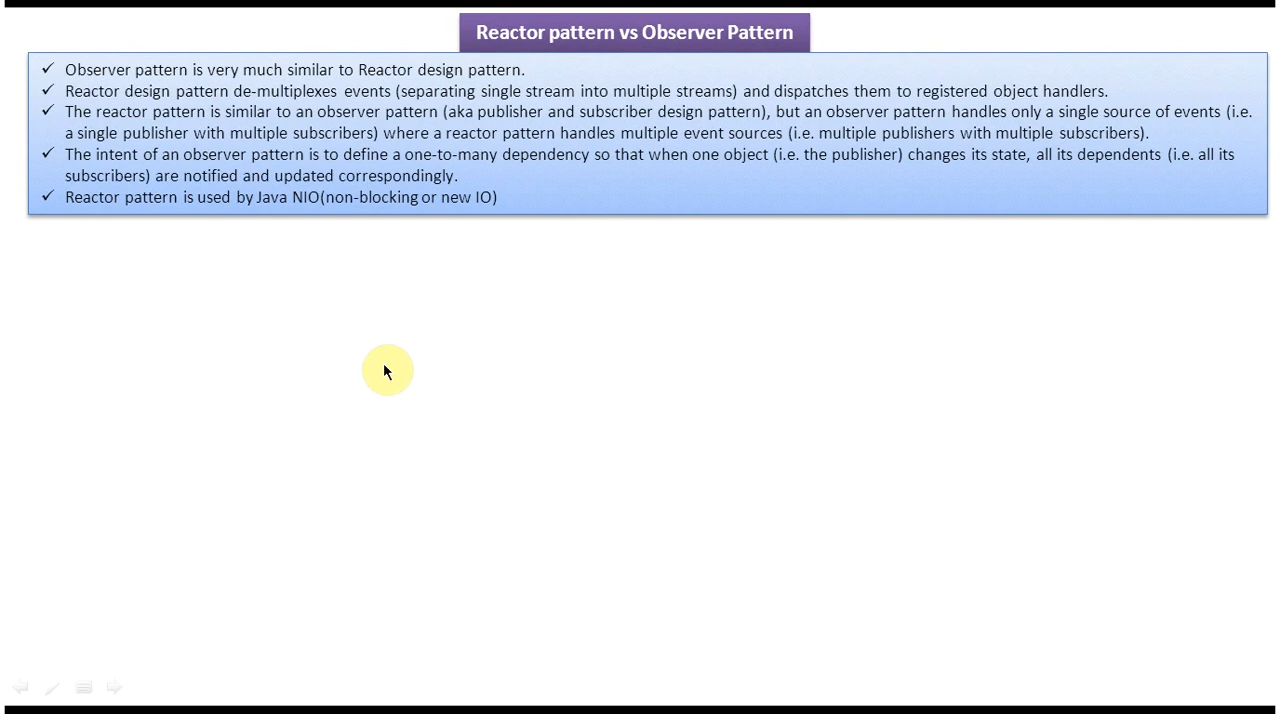 Reactor pattern vs Observer Pattern
✓ Observer pattern is very much similar to Reactor design pattern.
✓ Reactor design pattern de-multiplexes events (separating single stream into multiple streams) and dispatches them to registered object handlers.
✓ The reactor pattern is similar to an observer pattern (aka publisher and subscriber design pattern), but an observer pattern handles only a single source of events (i.e.
a single publisher with multiple subscribers) where a reactor pattern handles multiple event sources (i.e. multiple publishers with multiple subscribers).
✓ The intent of an observer pattern is to define a one-to-many dependency so that when one object (i.e. the publisher) changes its state, all its dependents (i.e. all its
subscribers) are notified and updated correspondingly.
✓ Reactor pattern is used by Java NIO(non-blocking or new IO)